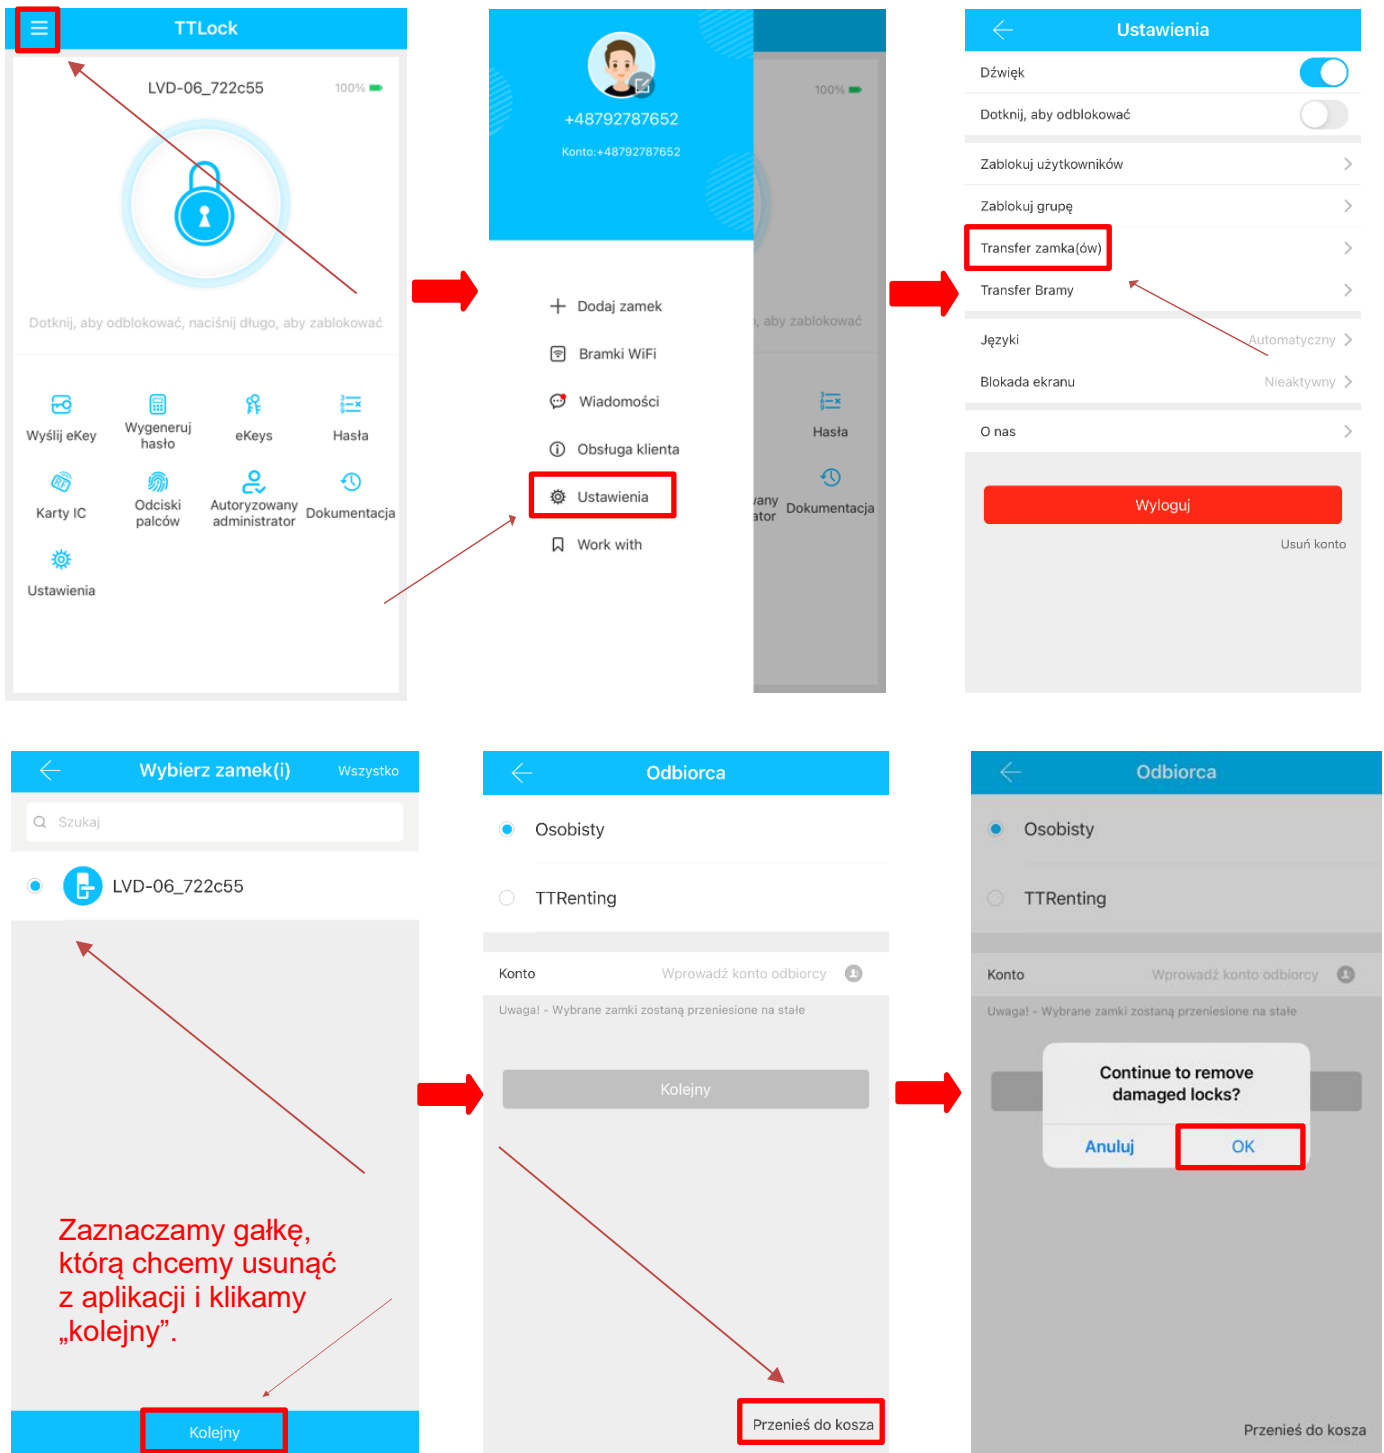 TTLock
LVD-06_722c55
100%
Dotknij, aby odblokować, naciśnij długo, aby zablokować
Wyślij eKey
Wygeneruj
hasło
eKeys
Hasła
Karty IC
Odciski
palców
Autoryzowany
administrator
Dokumentacja
Ustawienia
+48792787652
Konto:+48792787652
Dodaj zamek
Bramki WiFi
Wiadomości
Obsługa klienta
Ustawienia
Work with
100%
, aby zablokować
Hasła
vany
ator
Dokumentacja
Ustawienia
Dźwięk
Dotknij, aby odblokować
Zablokuj użytkowników
Zablokuj grupę
Transfer zamka(ów)
Transfer Bramy
Języki Automatyczny
Blokada ekranu Nieaktywny
O nas
Wyloguj
Usuń konto
Wybierz zamek(i) Wszystko
Szukaj
LVD-06_722c55
Zaznaczamy gałkę,
którą chcemy usunąć
z aplikacji i klikamy
„kolejny”.
Kolejny
Odbiorca
Osobisty
TTRenting
Konto Wprowadź konto odbiorcy
Uwaga! - Wybrane zamki zostaną przeniesione na stałe
Kolejny
Przenieś do kosza
Odbiorca
Osobisty
TTRenting
Konto Wprowadź konto odbiorcy
Uwaga! - Wybrane zamki zostaną przeniesione na stałe
Continue to remove
damaged locks?
Anuluj OK
Przenieś do kosza